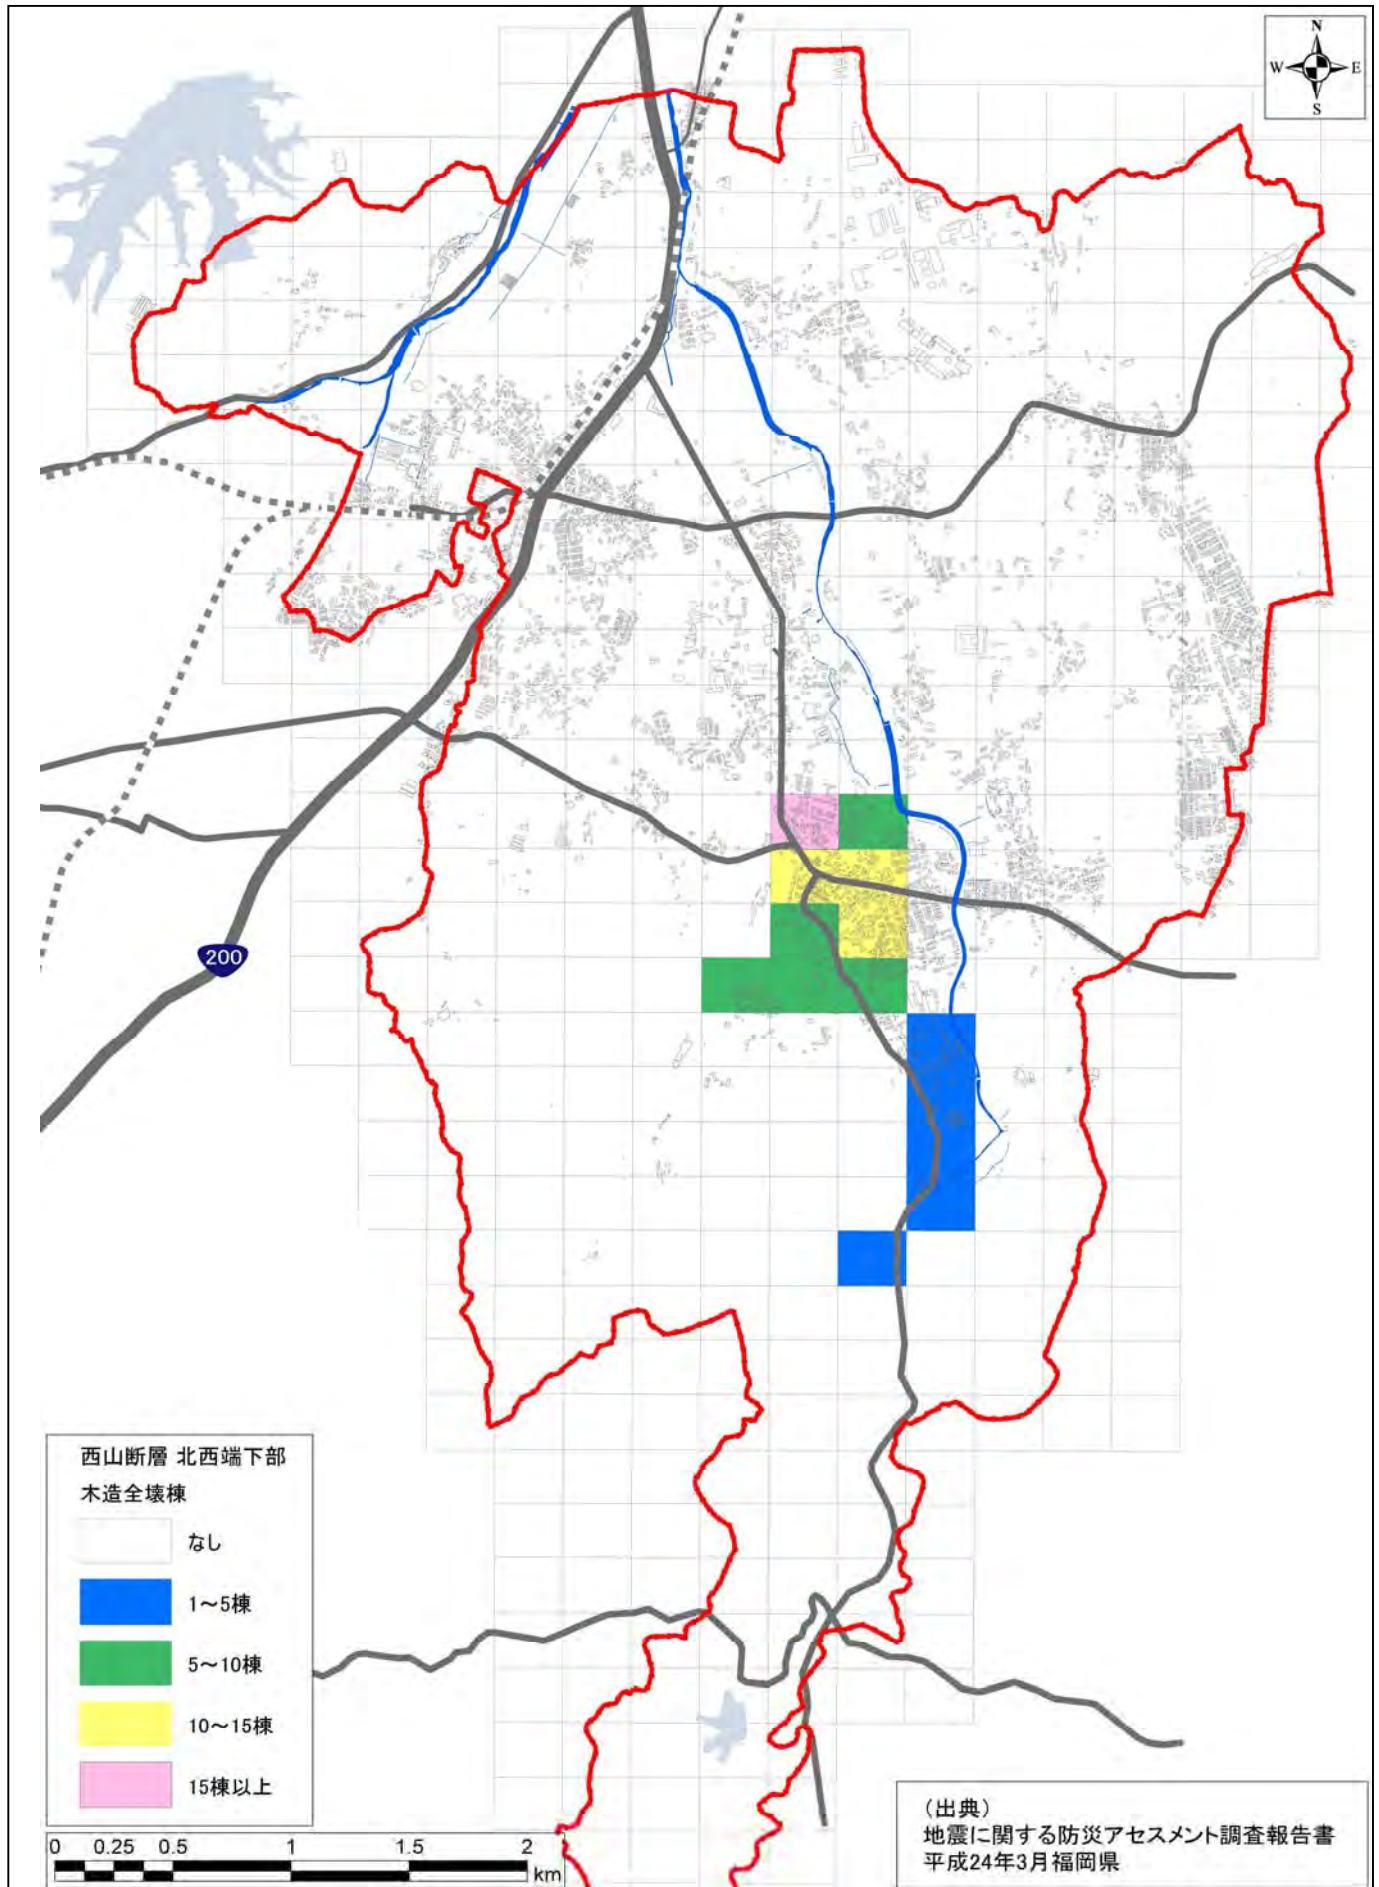 N
W E
S
200
西山断層 北西端下部
木造全壊棟
なし
1～5棟
5～10棟
10～15棟
15棟以上
0 0.25 0.5 1 1.5 2
km
（出典）
地震に関する防災アセスメント調査報告書
平成24年3月福岡県